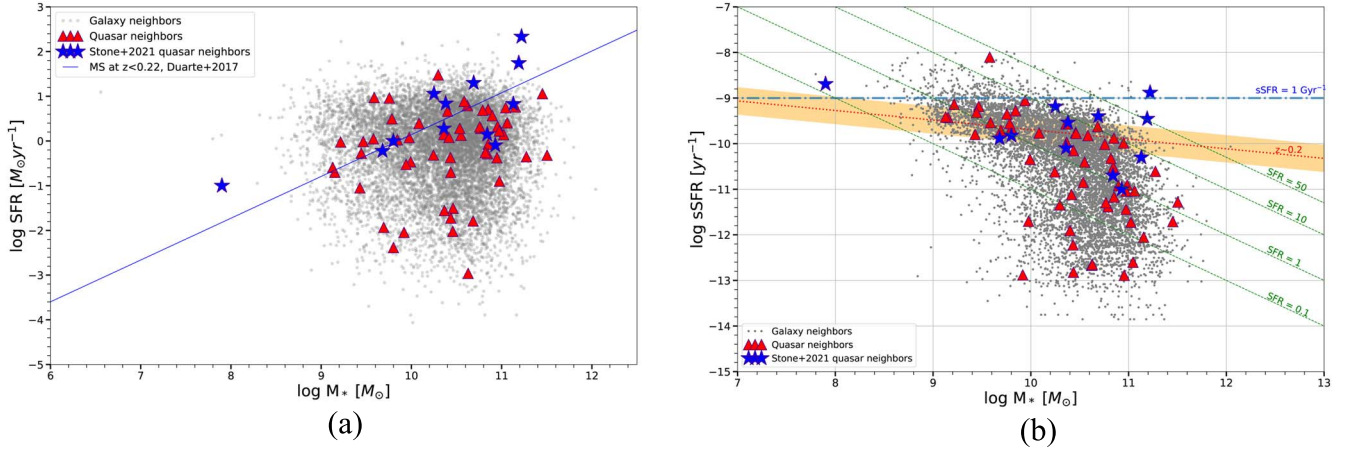 3
2
1
0
−1
−2
−3
−4
−5
log SFR [M⊙yr⁻¹]
Galaxy neighbors
Quasar neighbors
Stone+2021 quasar neighbors
MS at z<0.22, Duarte+2017
6 7 8 9 10 11 12
log M* [M⊙]
(a)
−7
−8
−9
−10
−11
−12
−13
−14
−15
log sSFR [yr⁻¹]
sSFR = 1 Gyr⁻¹
z~0.2
SFR = 50
SFR = 10
SFR = 1
SFR = 0.1
Galaxy neighbors
Quasar neighbors
Stone+2021 quasar neighbors
7 8 9 10 11 12 13
log M* [M⊙]
(b)